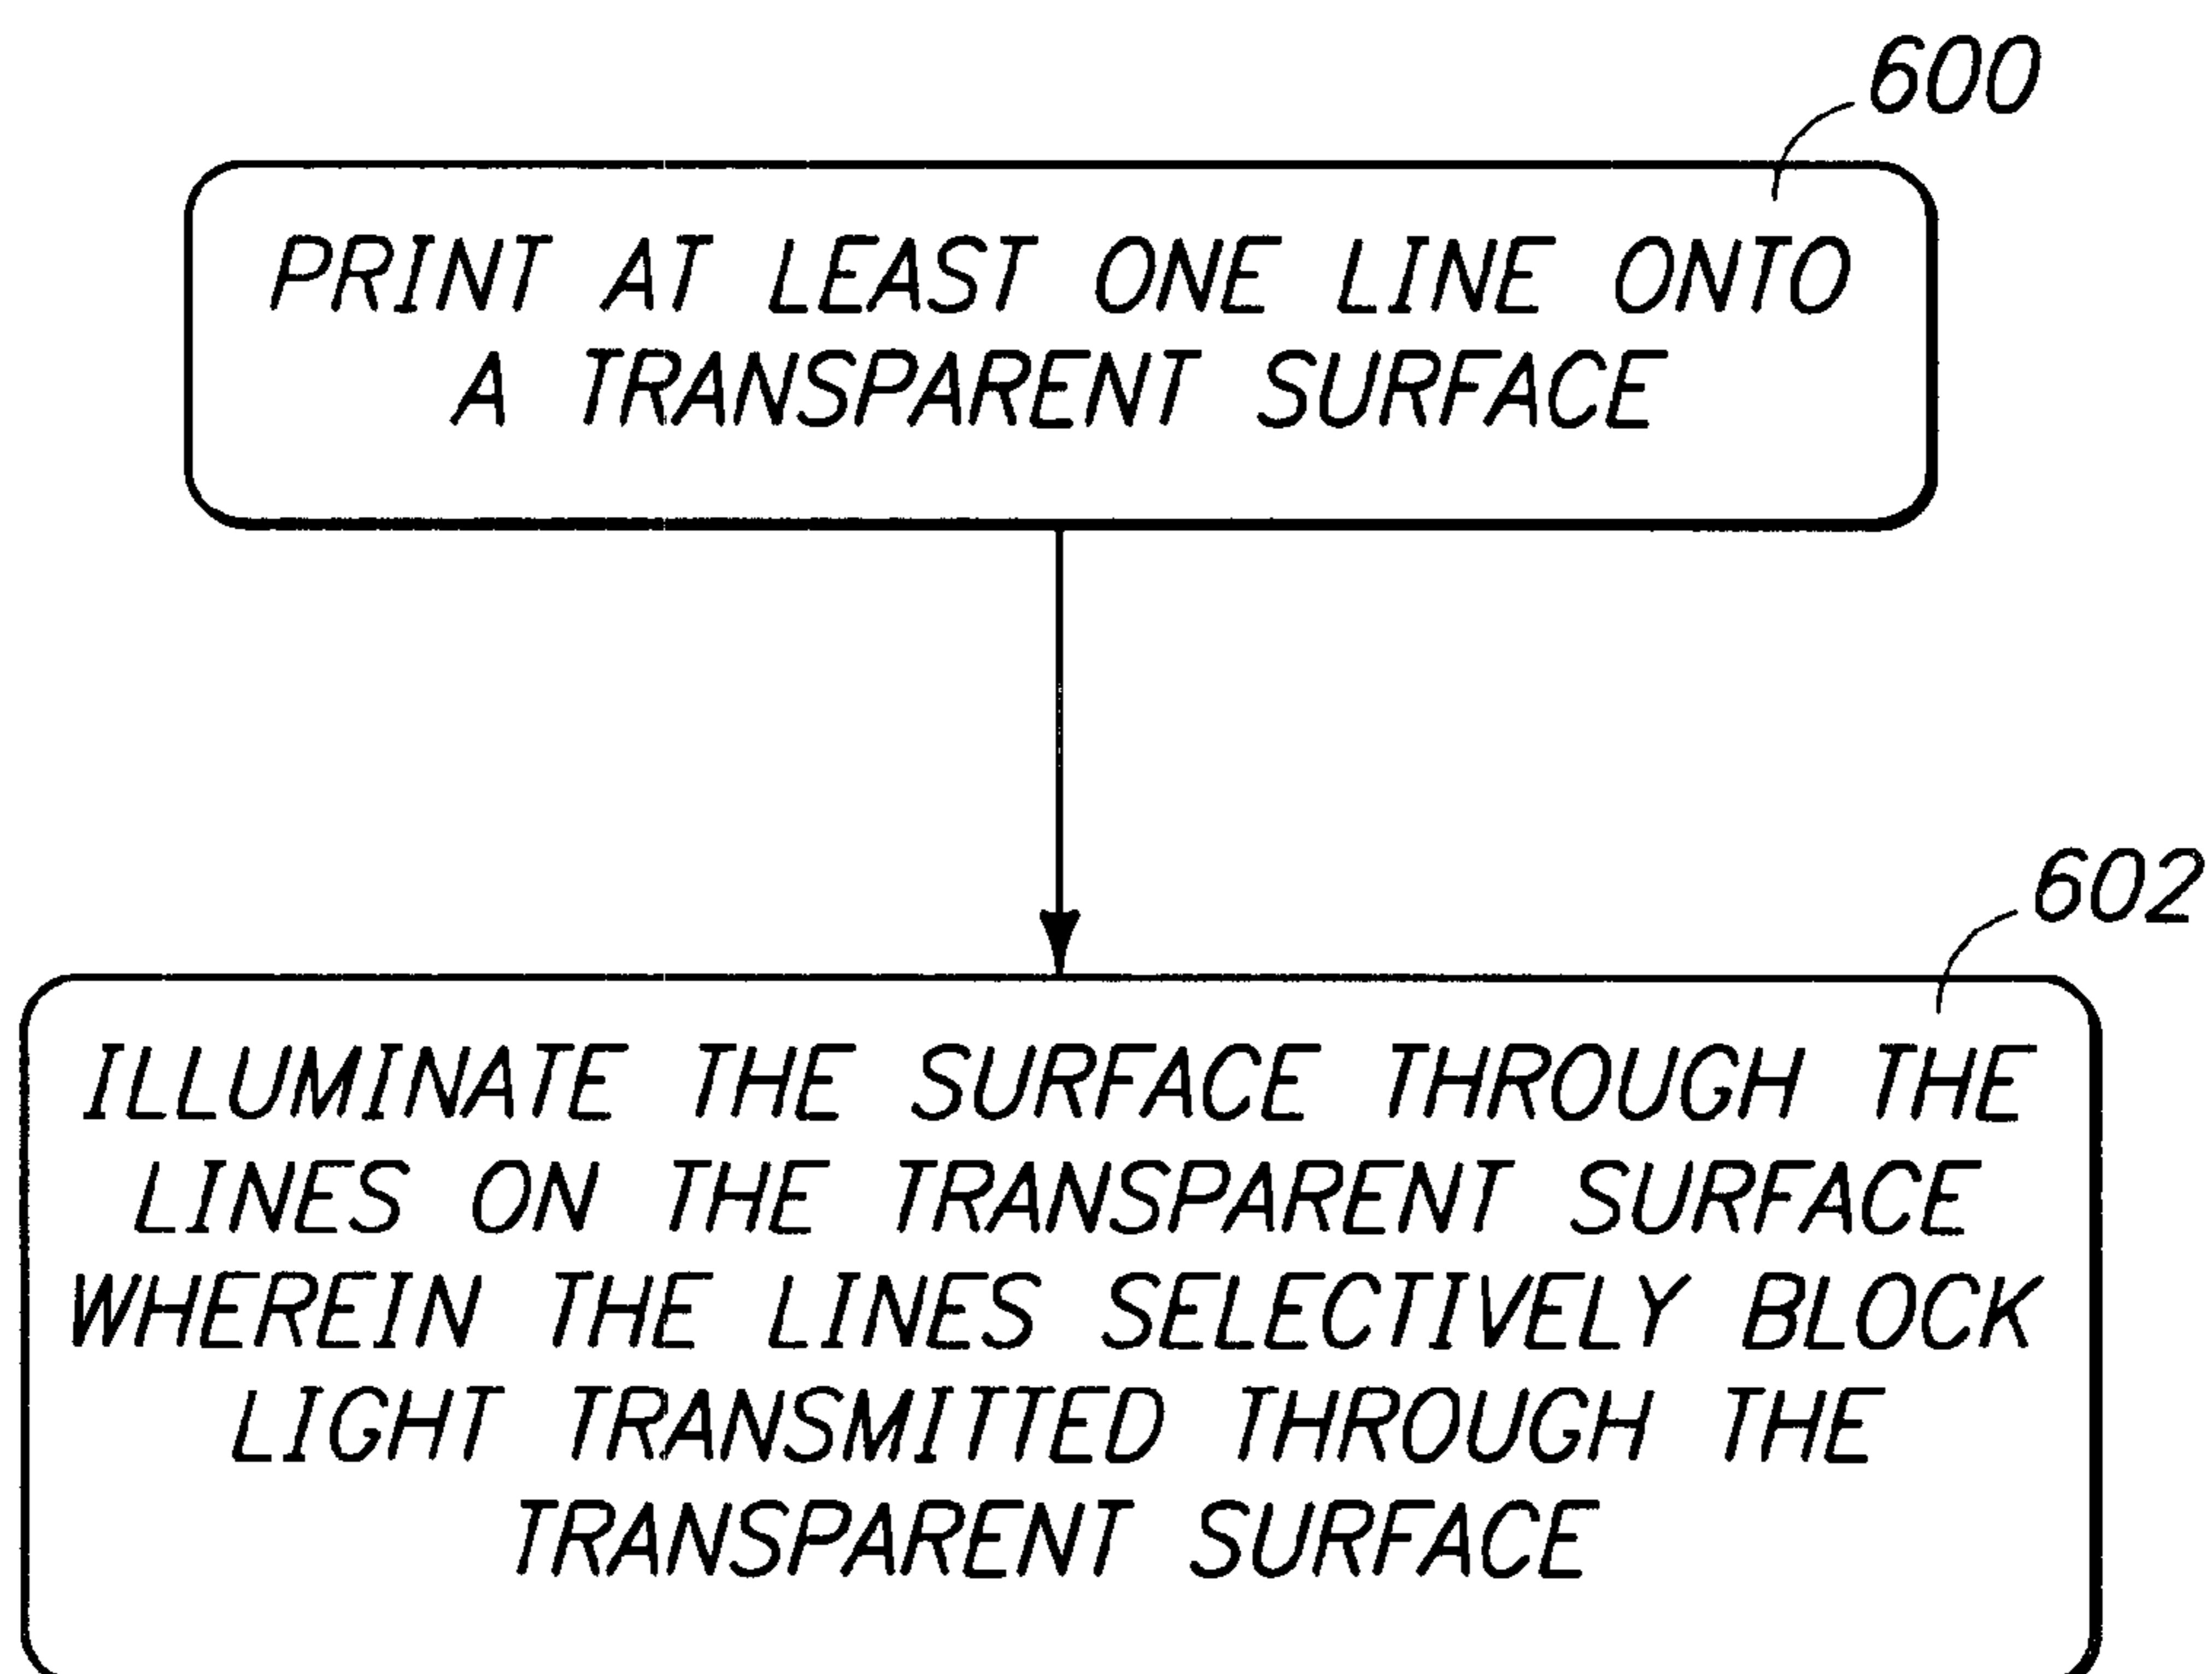 600
PRINT AT LEAST ONE LINE ONTO
A TRANSPARENT SURFACE
602
ILLUMINATE THE SURFACE THROUGH THE
LINES ON THE TRANSPARENT SURFACE
WHEREIN THE LINES SELECTIVELY BLOCK
LIGHT TRANSMITTED THROUGH THE
TRANSPARENT SURFACE